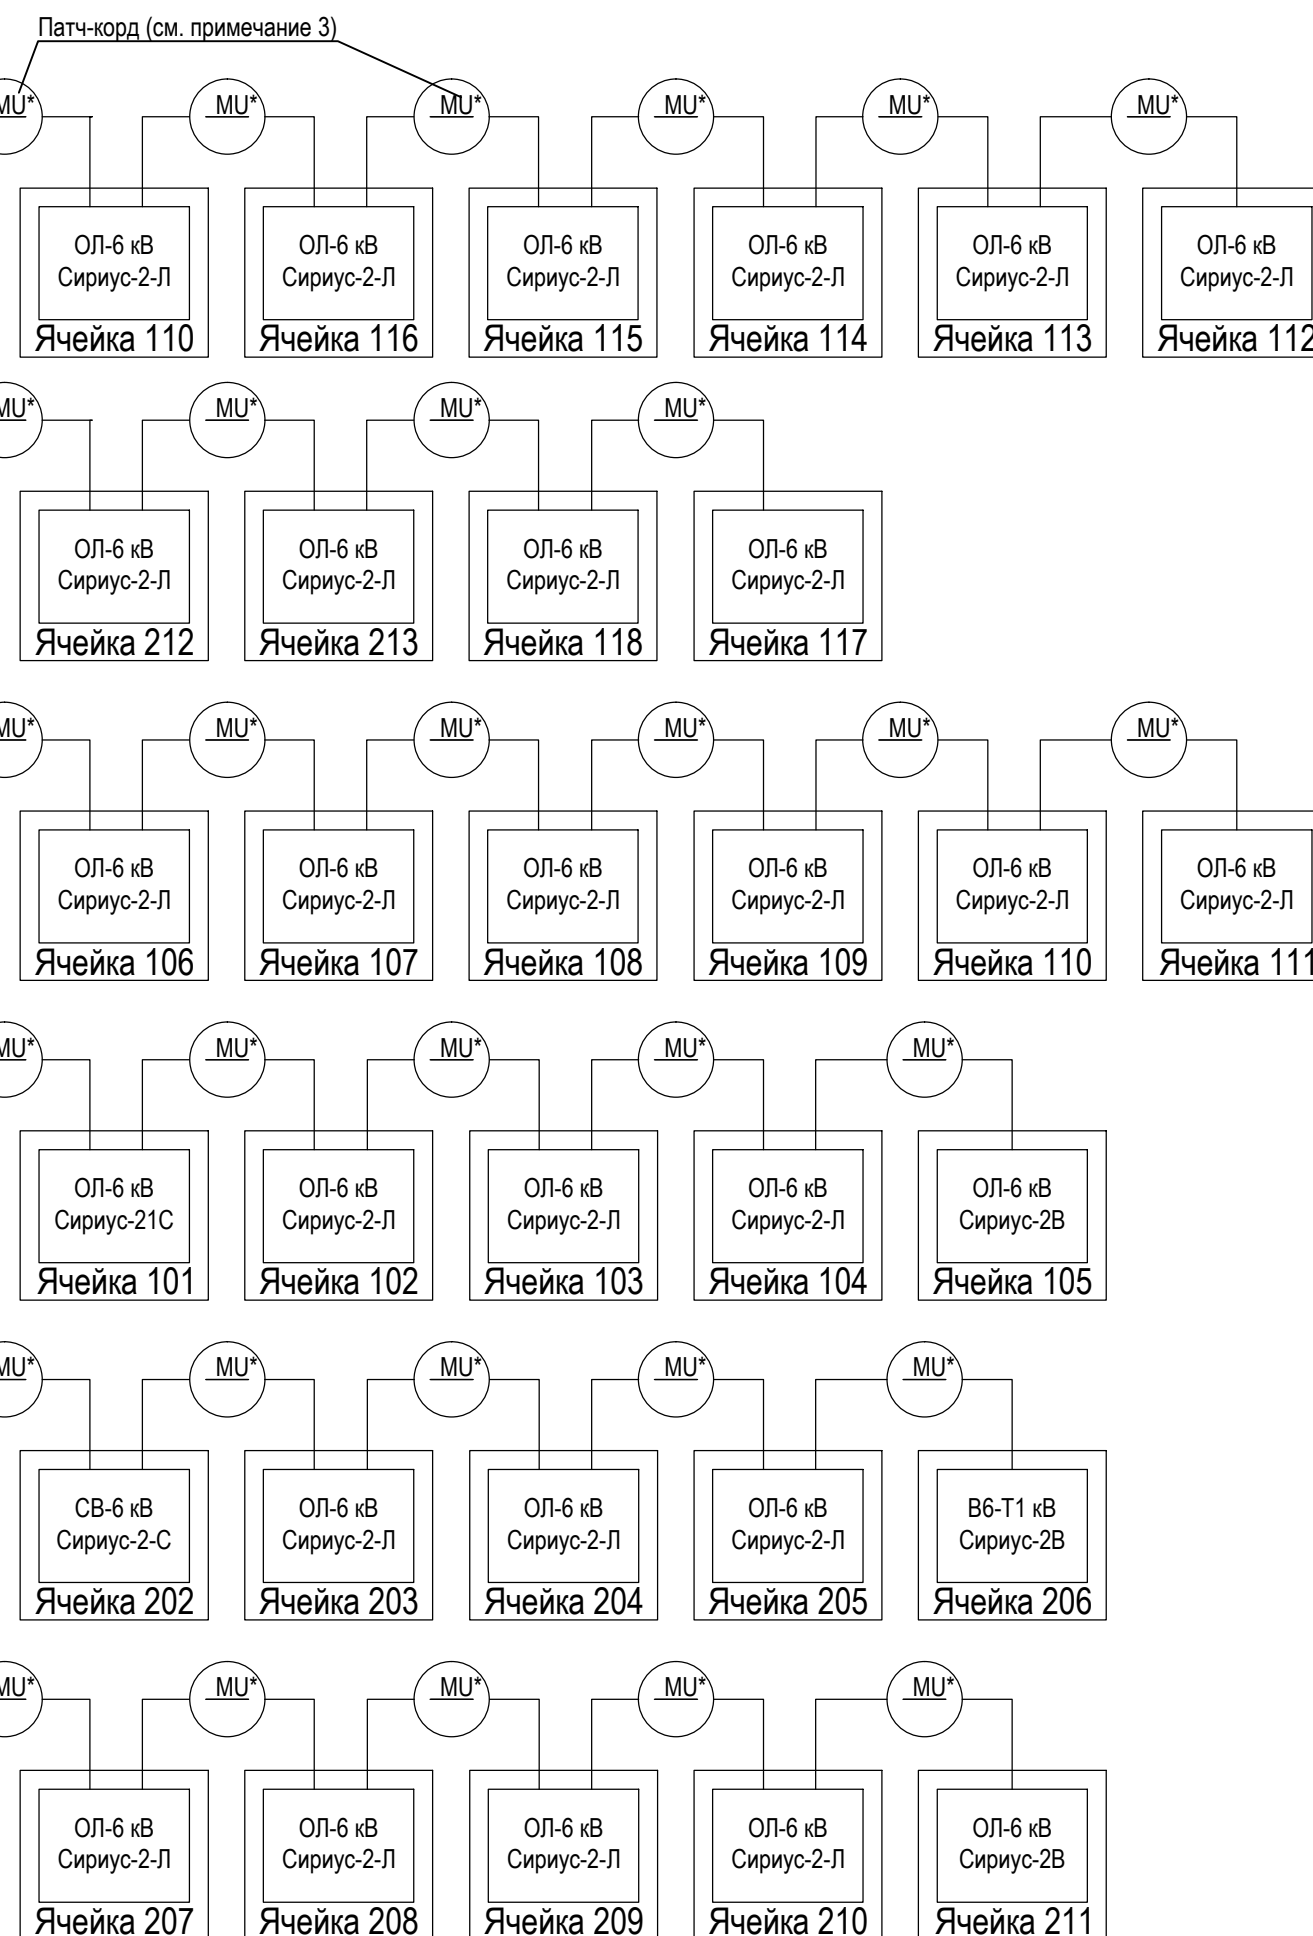 Патч-корд (см. примечание 3)
MU* MU* MU* MU* MU* MU*
ОЛ-6 кВ ОЛ-6 кВ ОЛ-6 кВ ОЛ-6 кВ ОЛ-6 кВ ОЛ-6 кВ
Сириус-2-Л Сириус-2-Л Сириус-2-Л Сириус-2-Л Сириус-2-Л Сириус-2-Л
Ячейка 110 Ячейка 116 Ячейка 115 Ячейка 114 Ячейка 113 Ячейка 112
MU* MU* MU* MU*
ОЛ-6 кВ ОЛ-6 кВ ОЛ-6 кВ ОЛ-6 кВ
Сириус-2-Л Сириус-2-Л Сириус-2-Л Сириус-2-Л
Ячейка 212 Ячейка 213 Ячейка 118 Ячейка 117
MU* MU* MU* MU* MU* MU*
ОЛ-6 кВ ОЛ-6 кВ ОЛ-6 кВ ОЛ-6 кВ ОЛ-6 кВ ОЛ-6 кВ
Сириус-2-Л Сириус-2-Л Сириус-2-Л Сириус-2-Л Сириус-2-Л Сириус-2-Л
Ячейка 106 Ячейка 107 Ячейка 108 Ячейка 109 Ячейка 110 Ячейка 111
MU* MU* MU* MU* MU*
ОЛ-6 кВ ОЛ-6 кВ ОЛ-6 кВ ОЛ-6 кВ ОЛ-6 кВ
Сириус-21С Сириус-2-Л Сириус-2-Л Сириус-2-Л Сириус-2В
Ячейка 101 Ячейка 102 Ячейка 103 Ячейка 104 Ячейка 105
MU* MU* MU* MU* MU*
СВ-6 кВ ОЛ-6 кВ ОЛ-6 кВ ОЛ-6 кВ В6-Т1 кВ
Сириус-2-С Сириус-2-Л Сириус-2-Л Сириус-2-Л Сириус-2В
Ячейка 202 Ячейка 203 Ячейка 204 Ячейка 205 Ячейка 206
MU* MU* MU* MU* MU*
ОЛ-6 кВ ОЛ-6 кВ ОЛ-6 кВ ОЛ-6 кВ ОЛ-6 кВ
Сириус-2-Л Сириус-2-Л Сириус-2-Л Сириус-2-Л Сириус-2В
Ячейка 207 Ячейка 208 Ячейка 209 Ячейка 210 Ячейка 211